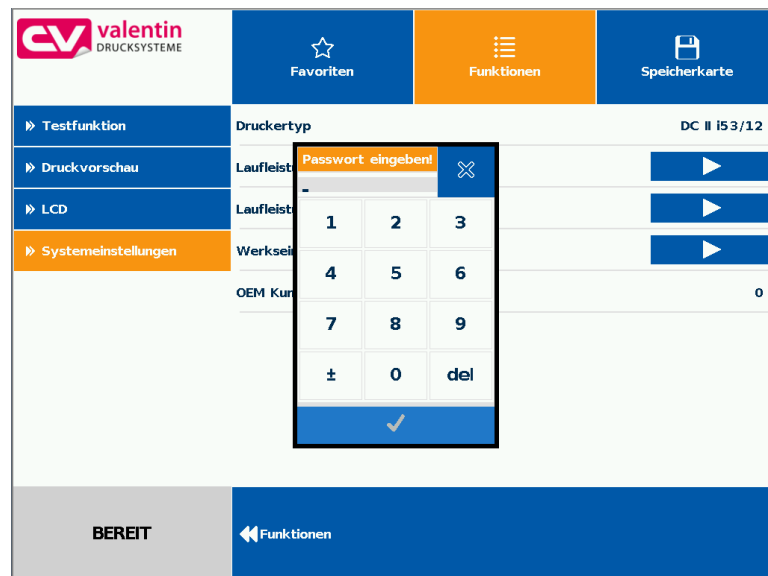 valentin
DRUCKSYSTEME
Favoriten
Funktionen
Speicherkarte
Testfunktion
Druckvorschau
LCD
Systemeinstellungen
Druckertyp
DC II i53/12
Laufleist
Laufleist
Werksei
OEM Kun
0
Passwort eingeben!
1 2 3
4 5 6
7 8 9
± 0 del
BEREIT
Funktionen